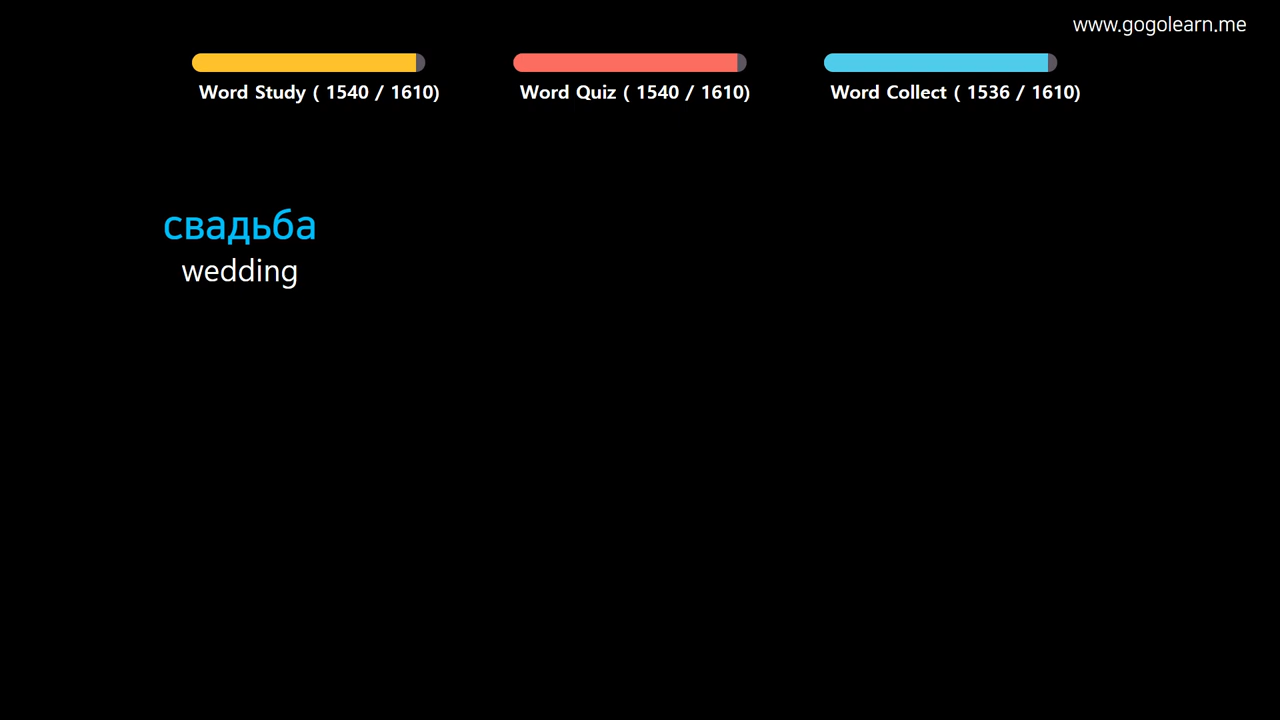 www.gogolearn.me
Word Study ( 1540 / 1610)
Word Quiz ( 1540 / 1610)
Word Collect ( 1536 / 1610)
свадьба
wedding